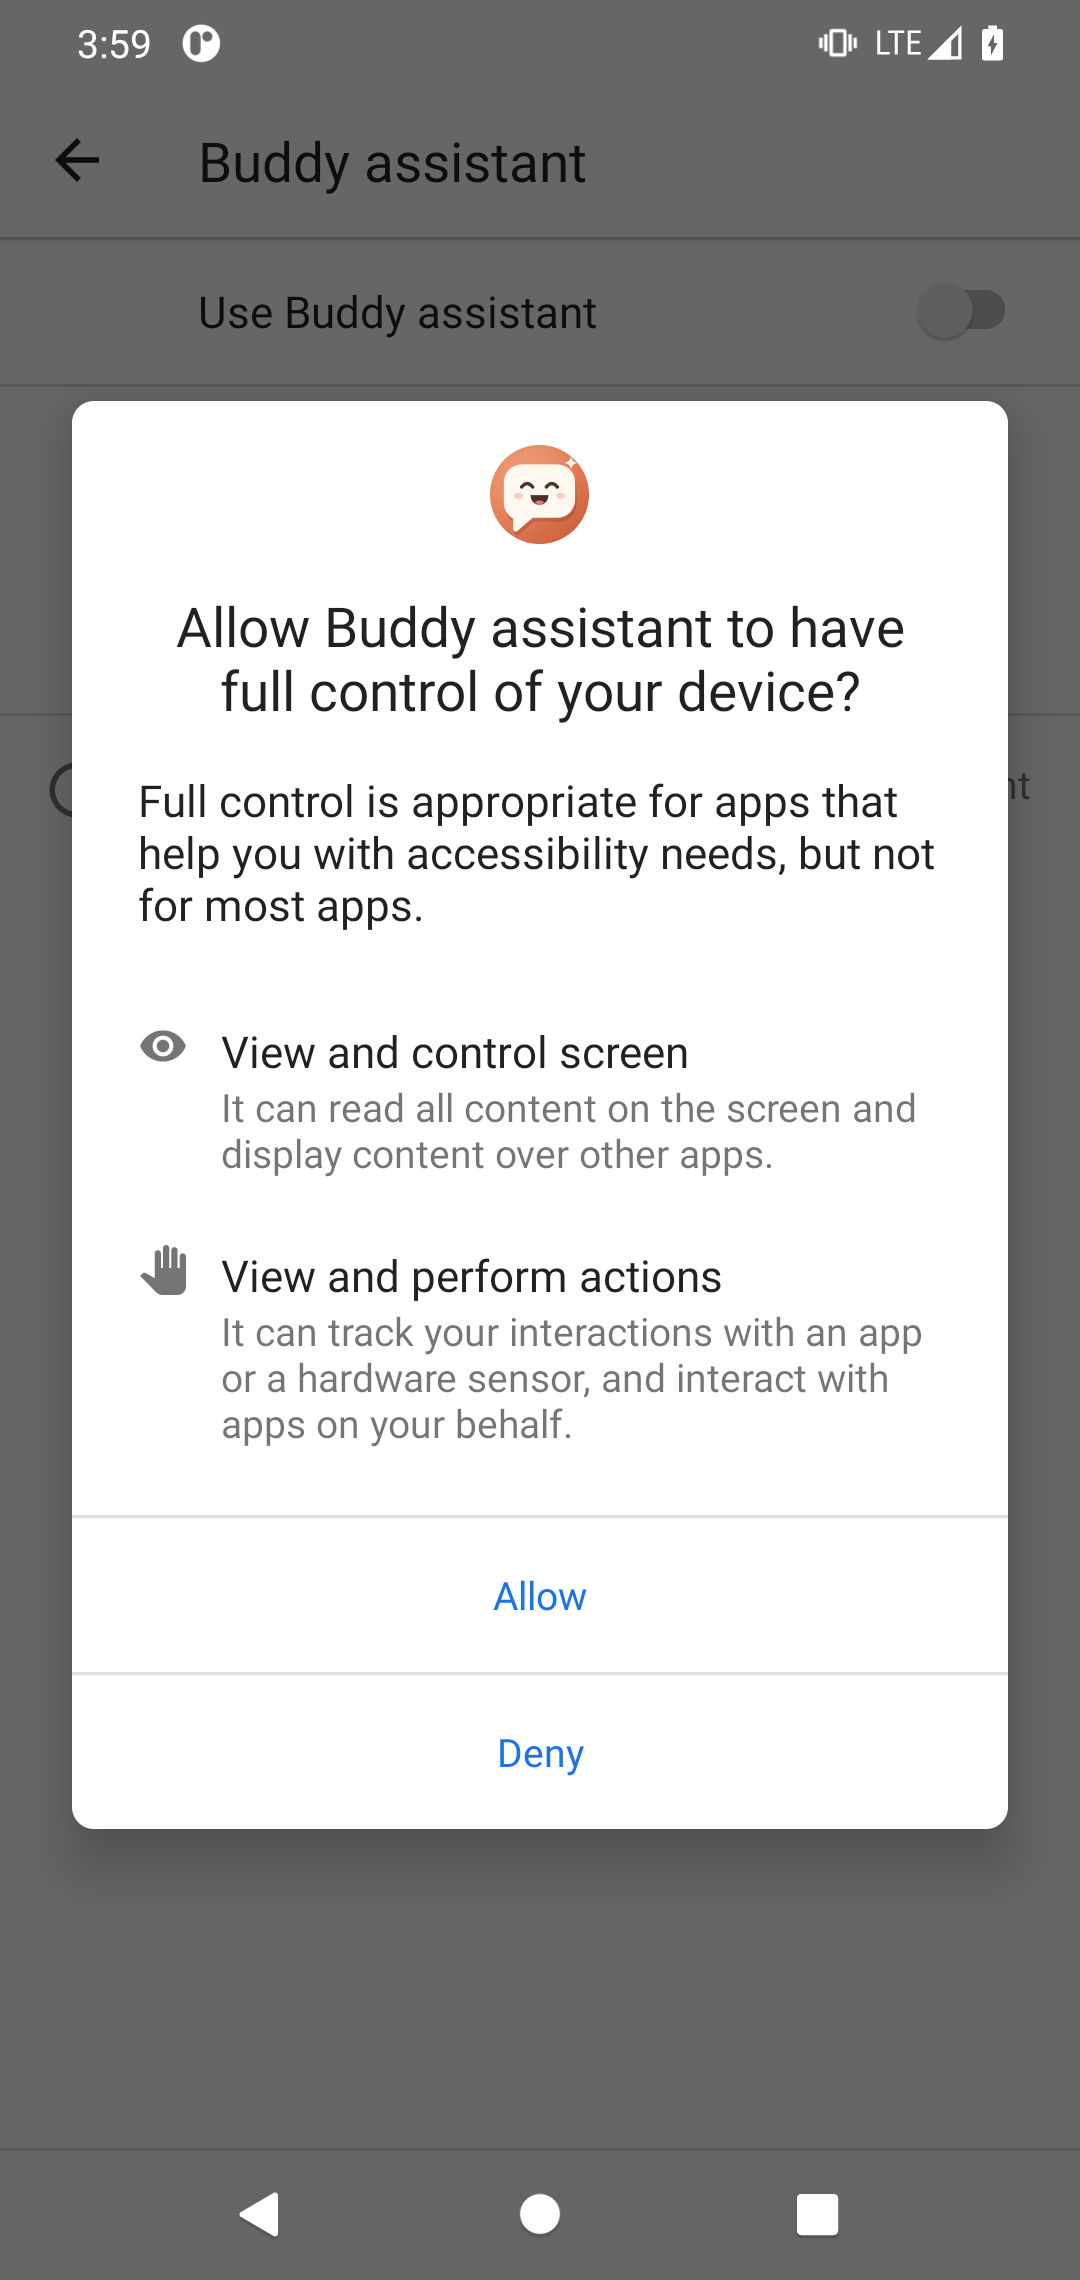 3:59
LTE
Buddy assistant
Use Buddy assistant
Allow Buddy assistant to have
full control of your device?
Full control is appropriate for apps that
help you with accessibility needs, but not
for most apps.
View and control screen
It can read all content on the screen and
display content over other apps.
View and perform actions
It can track your interactions with an app
or a hardware sensor, and interact with
apps on your behalf.
Allow
Deny